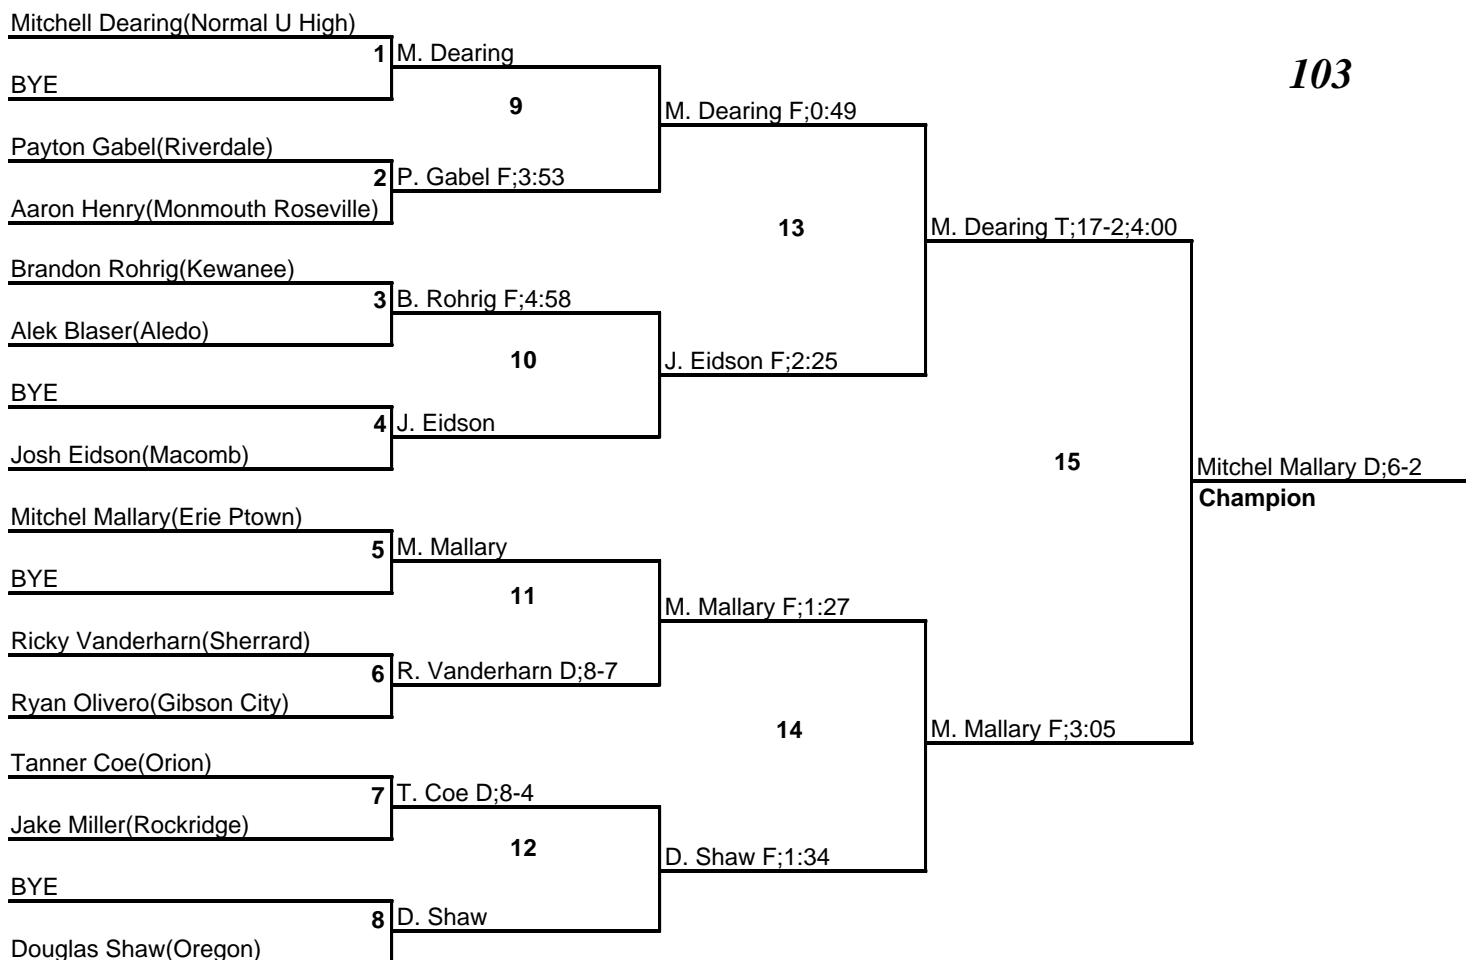 Mitchell Dearing(Normal U High)
1 M. Dearing
103
BYE
9
M. Dearing F;0:49
Payton Gabel(Riverdale)
2 P. Gabel F;3:53
Aaron Henry(Monmouth Roseville)
13
M. Dearing T;17-2;4:00
Brandon Rohrig(Kewanee)
3 B. Rohrig F;4:58
Alek Blaser(Aledo)
10
J. Eidson F;2:25
BYE
4 J. Eidson
Josh Eidson(Macomb)
15
Mitchel Mallary D;6-2
Champion
Mitchel Mallary(Erie Ptown)
5 M. Mallary
BYE
11
M. Mallary F;1:27
Ricky Vanderharn(Sherrard)
6 R. Vanderharn D;8-7
Ryan Olivero(Gibson City)
14
M. Mallary F;3:05
Tanner Coe(Orion)
7 T. Coe D;8-4
Jake Miller(Rockridge)
12
D. Shaw F;1:34
BYE
8 D. Shaw
Douglas Shaw(Oregon)